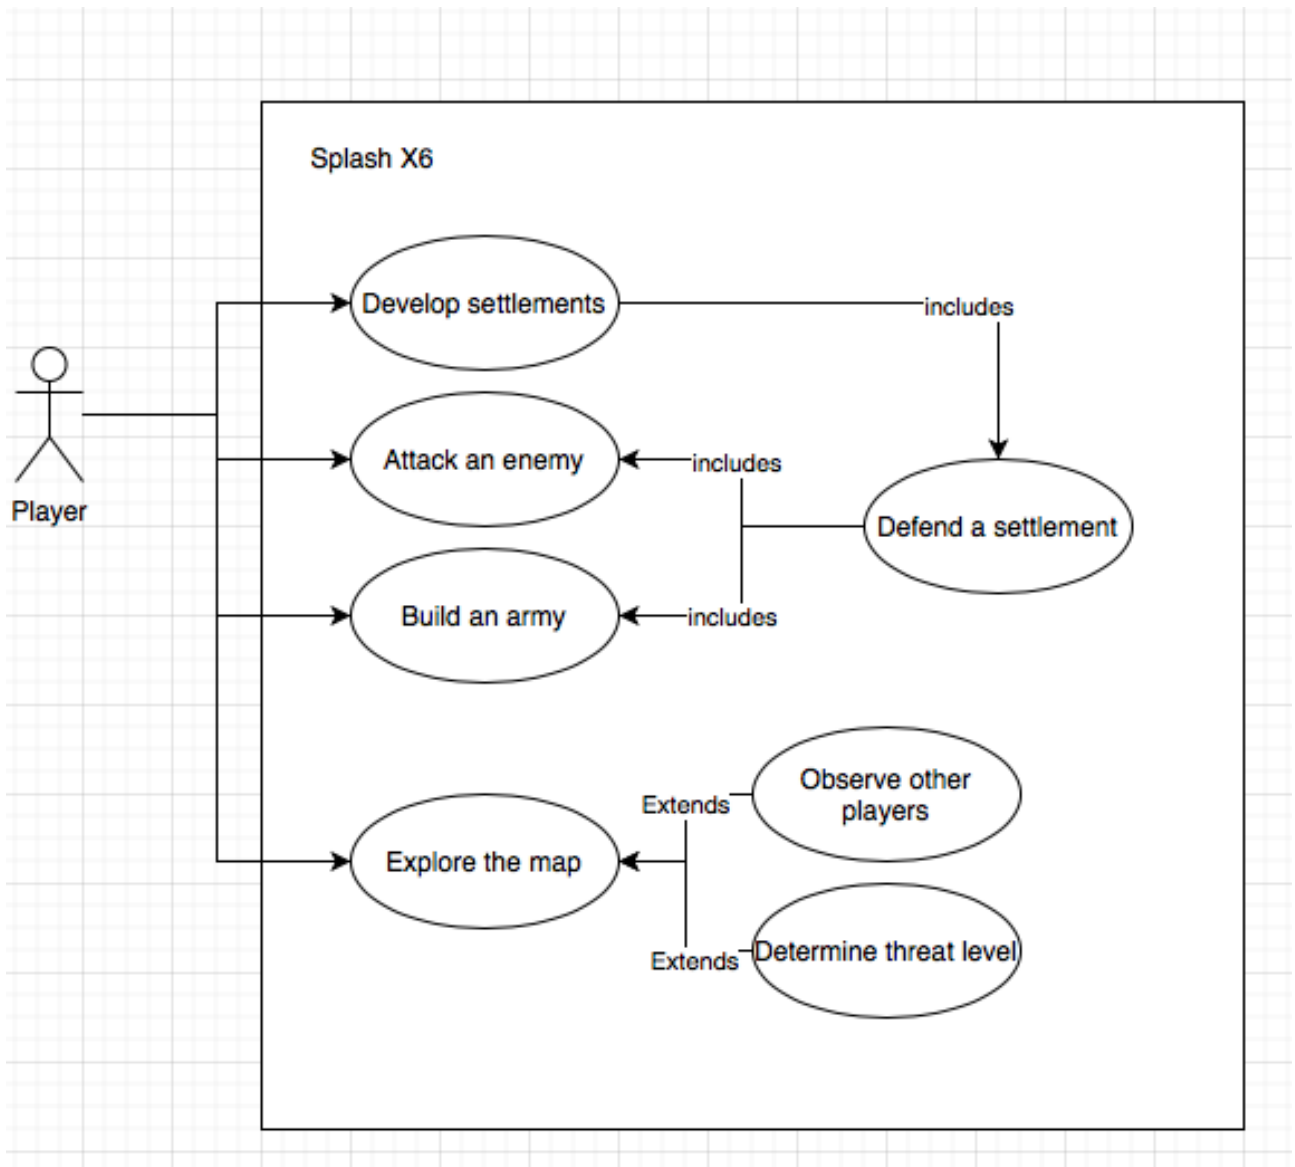 Splash X6
Develop settlements
includes
Attack an enemy
includes
Player
Defend a settlement
Build an army
includes
Observe other
players
Extends
Explore the map
Determine threat level
Extends